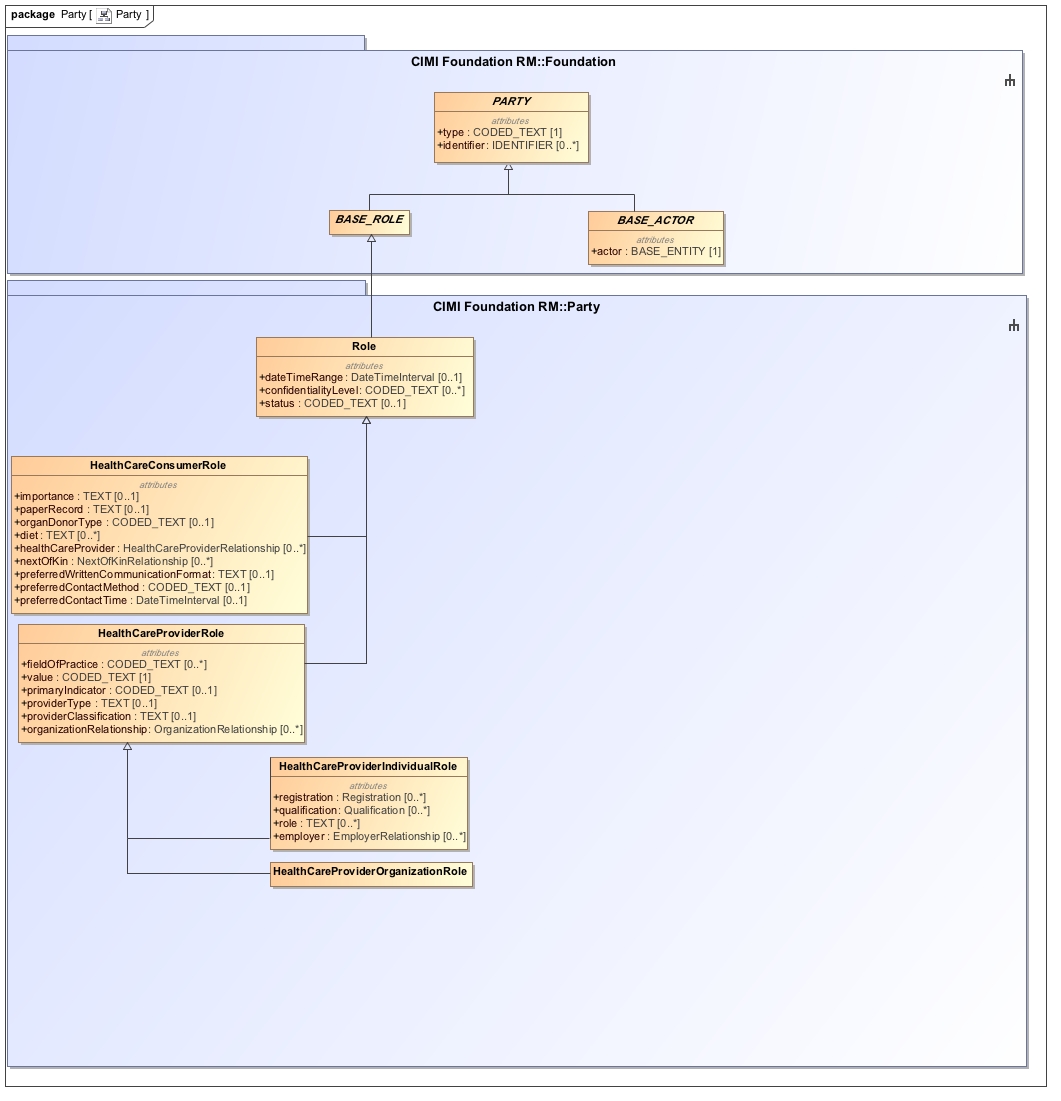 package Party [ Party ]
CIMI Foundation RM::Foundation
PARTY
attributes
+type : CODED_TEXT [1]
+identifier : IDENTIFIER [0..*]
BASE_ROLE
BASE_ACTOR
attributes
+actor : BASE_ENTITY [1]
CIMI Foundation RM::Party
Role
attributes
+dateTimeRange : DateTimeInterval [0..1]
+confidentialityLevel : CODED_TEXT [0..*]
+status : CODED_TEXT [0..1]
HealthCareConsumerRole
attributes
+importance : TEXT [0..1]
+paperRecord : TEXT [0..1]
+organDonorType : CODED_TEXT [0..1]
+diet : TEXT [0..*]
+healthCareProvider : HealthCareProviderRelationship [0..*]
+nextOfKin : NextOfKinRelationship [0..*]
+preferredWrittenCommunicationFormat : TEXT [0..1]
+preferredContactMethod : CODED_TEXT [0..1]
+preferredContactTime : DateTimeInterval [0..1]
HealthCareProviderRole
attributes
+fieldOfPractice : CODED_TEXT [0..*]
+value : CODED_TEXT [1]
+primaryIndicator : CODED_TEXT [0..1]
+providerType : TEXT [0..1]
+providerClassification : TEXT [0..1]
+organizationRelationship : OrganizationRelationship [0..*]
HealthCareProviderIndividualRole
attributes
+registration : Registration [0..*]
+qualification : Qualification [0..*]
+role : TEXT [0..*]
+employer : EmployerRelationship [0..*]
HealthCareProviderOrganizationRole